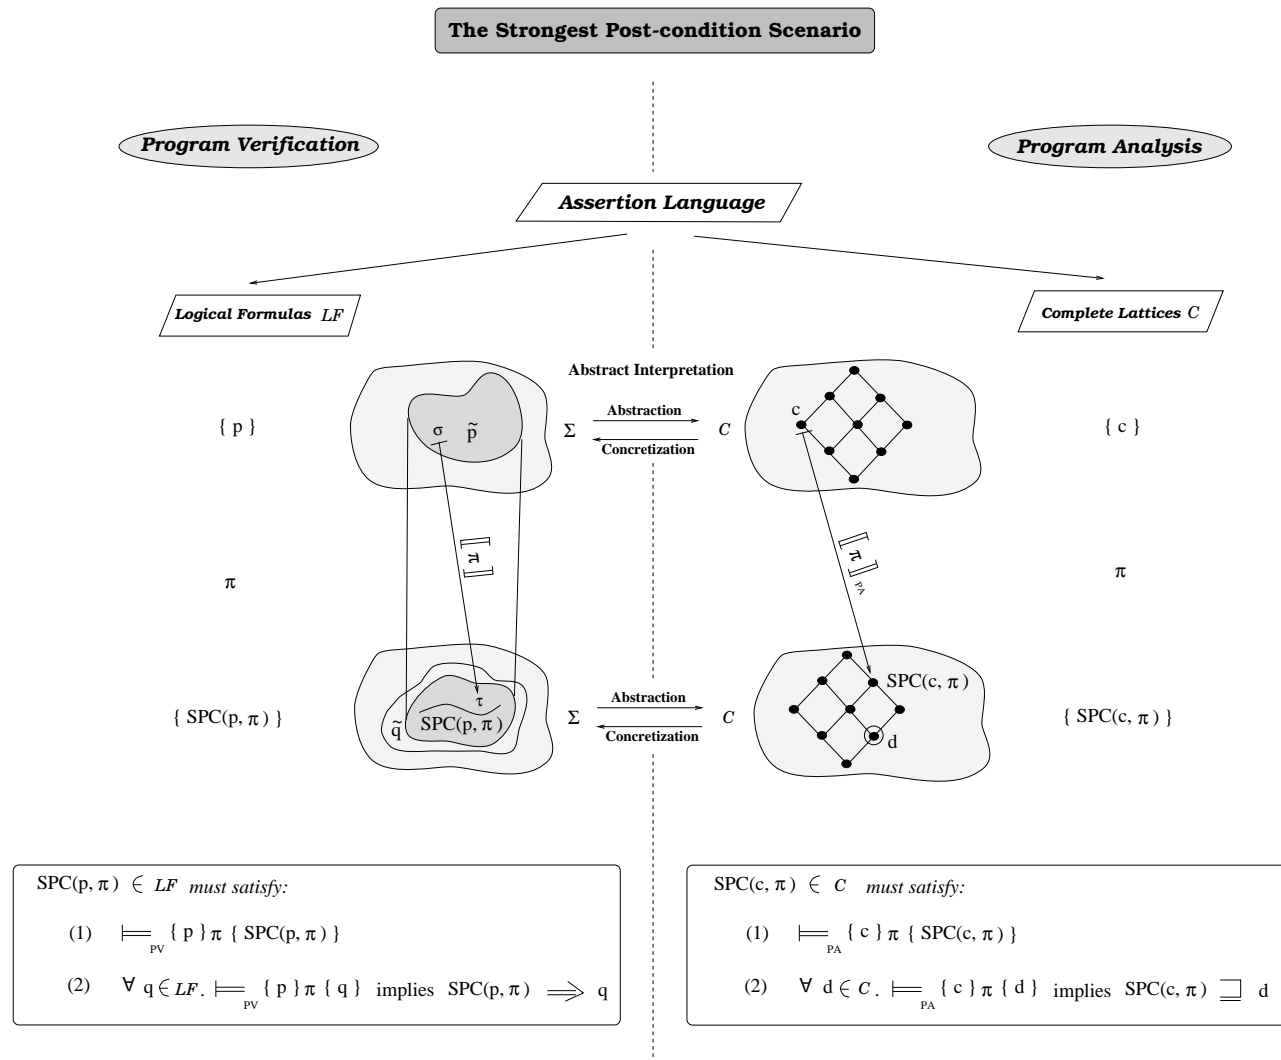 The Strongest Post-condition Scenario
Program Verification
Program Analysis
Assertion Language
Logical Formulas LF
Complete Lattices C
Abstract Interpretation
{ p }
σ
p̃
Σ
Abstraction
Concretization
C
c
{ c }
π
⟦ π ⟧
⟦ π ⟧ PA
π
{ SPC(p, π) }
q̃
τ
SPC(p, π)
Σ
Abstraction
Concretization
C
SPC(c, π)
d
{ SPC(c, π) }
SPC(p, π) ∈ LF must satisfy:
(1) ⊨PV { p } π { SPC(p, π) }
(2) ∀ q ∈ LF. ⊨PV { p } π { q } implies SPC(p, π) ⟹ q
SPC(c, π) ∈ C must satisfy:
(1) ⊨PA { c } π { SPC(c, π) }
(2) ∀ d ∈ C. ⊨PA { c } π { d } implies SPC(c, π) ⊒ d